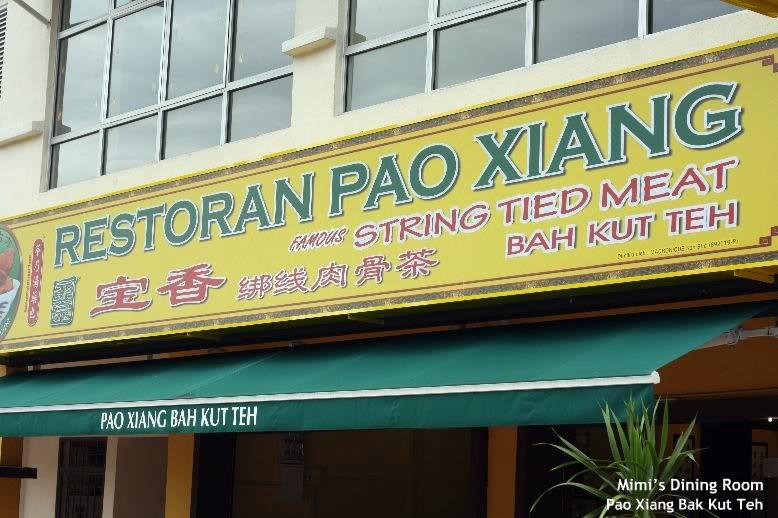 RESTORAN PAO XIANG
FAMOUS STRING TIED MEAT
BAH KUT TEH
宝香 绑线肉骨茶
PAO XIANG BAH KUT TEH
Mimi's Dining Room
Pao Xiang Bak Kut Teh